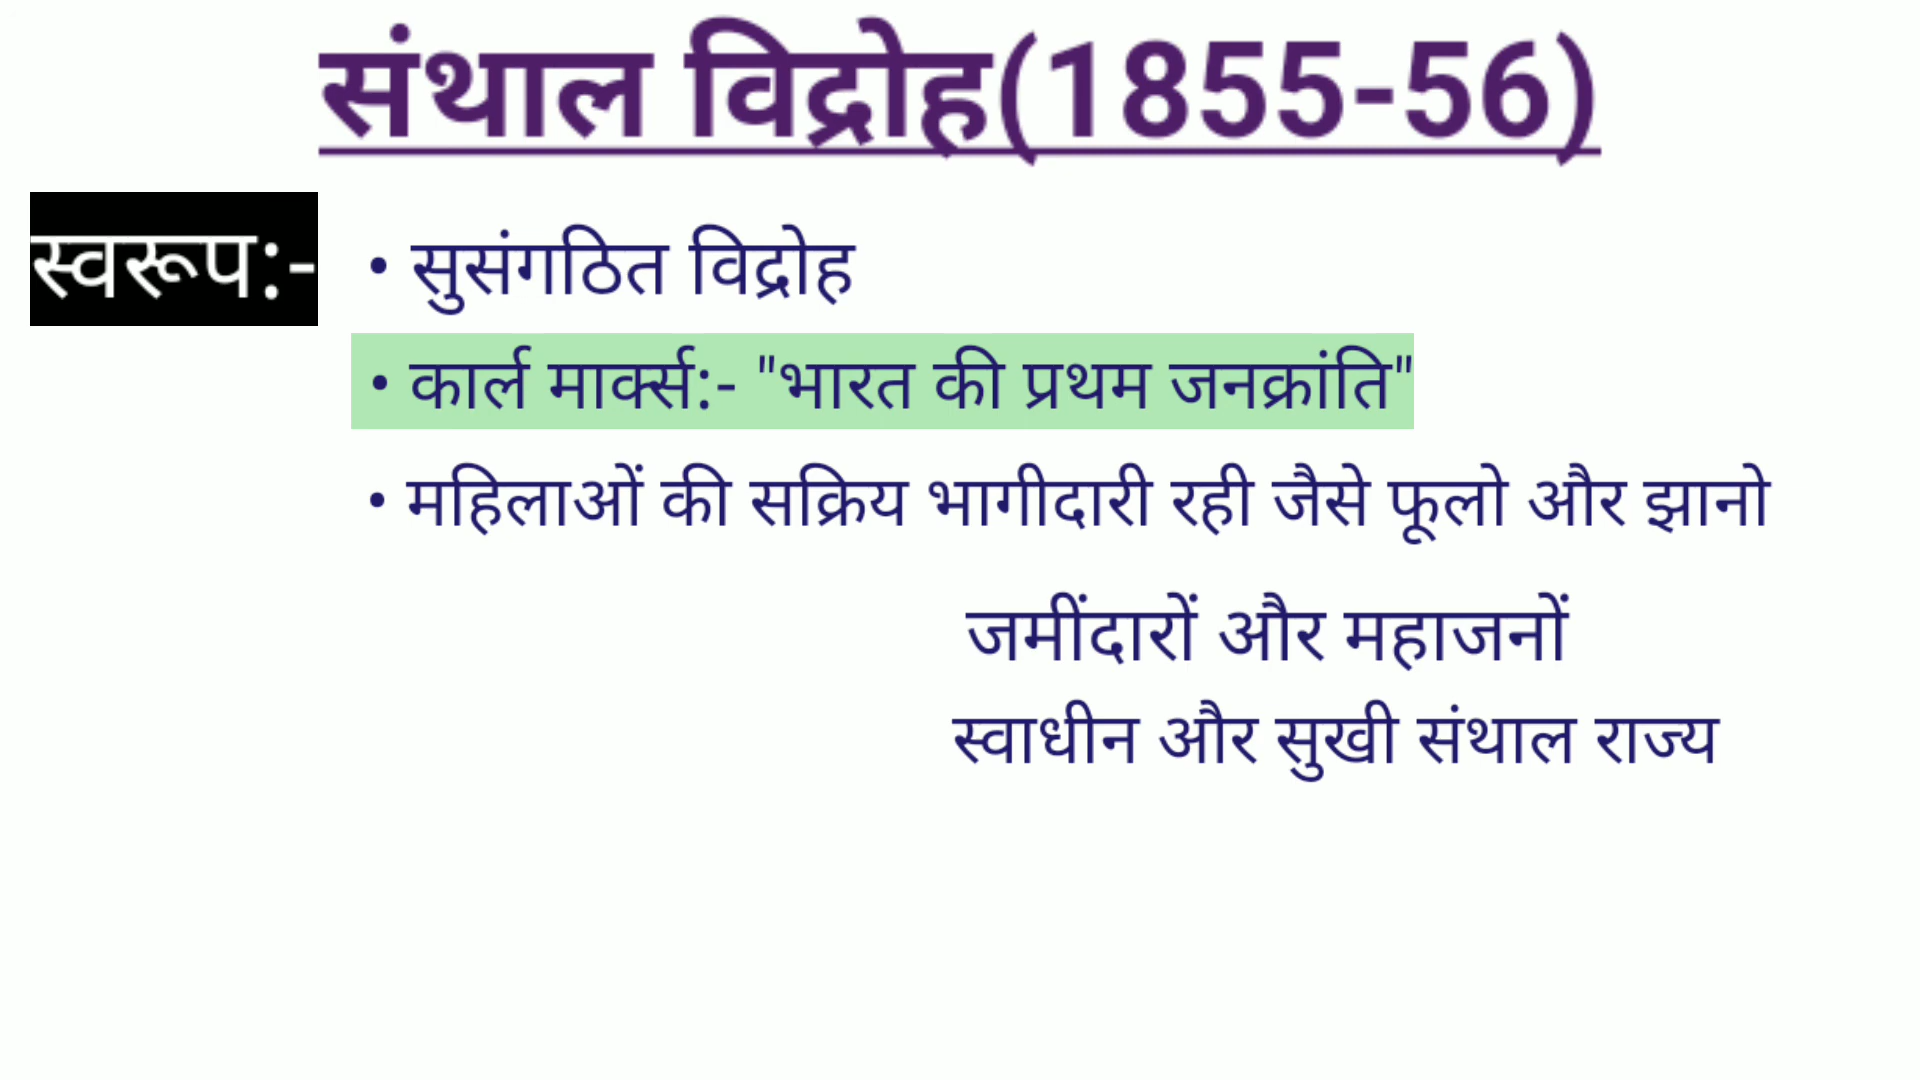 संथाल विद्रोह(1855-56)
स्वरूप:-
• सुसंगठित विद्रोह
• कार्ल मार्क्स:- "भारत की प्रथम जनक्रांति"
• महिलाओं की सक्रिय भागीदारी रही जैसे फूलो और झानो
जमींदारों और महाजनों
स्वाधीन और सुखी संथाल राज्य